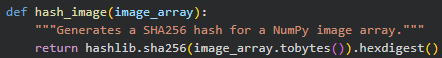 def hash_image(image_array):
    """Generates a SHA256 hash for a NumPy image array."""
    return hashlib.sha256(image_array.tobytes()).hexdigest()